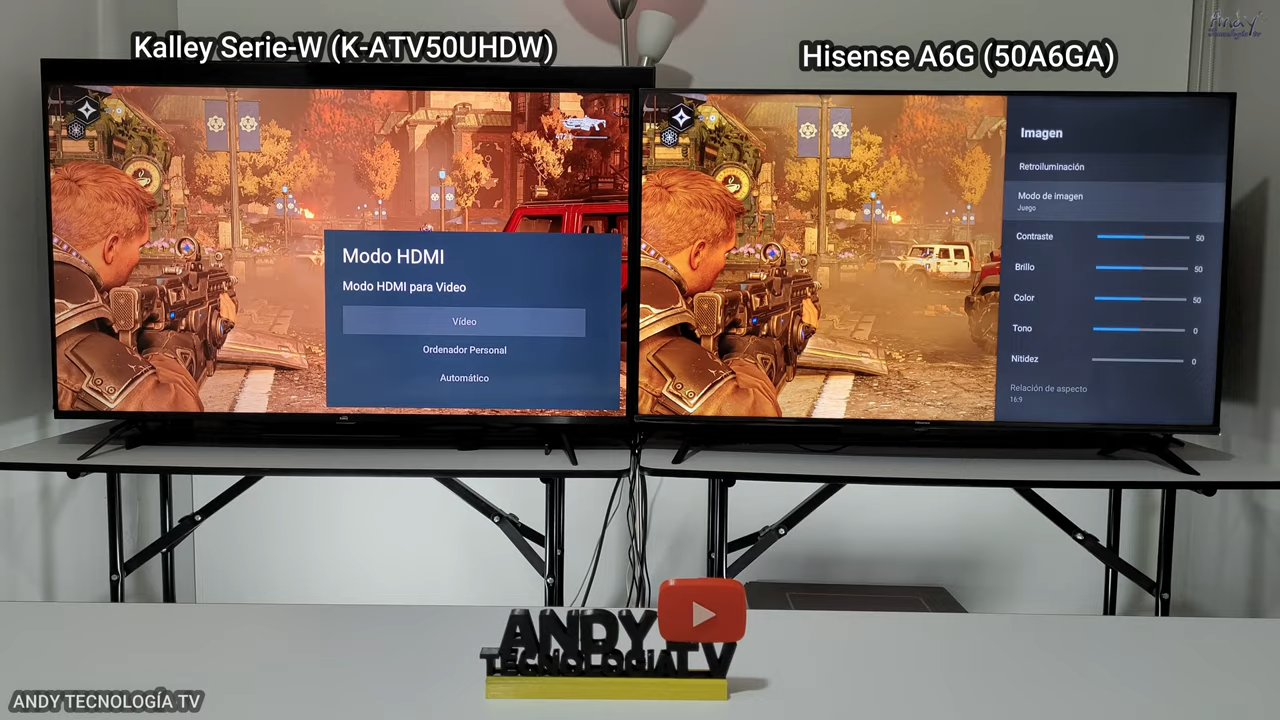 Kalley Serie-W (K-ATV50UHDW)
Hisense A6G (50A6GA)
Modo HDMI
Modo HDMI para Video
Vídeo
Ordenador Personal
Automático
Imagen
Retroiluminación
Modo de imagen
Juego
Contraste 50
Brillo 50
Color 50
Tono 0
Nitidez 0
Relación de aspecto
16:9
ANDY
TECNOLOGIA TV
ANDY TECNOLOGÍA TV